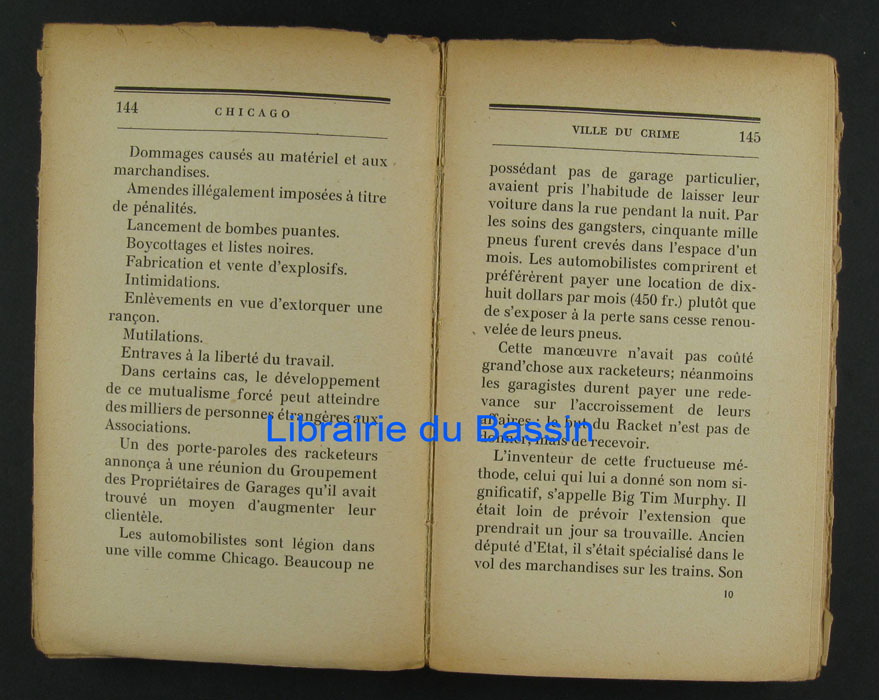 144
CHICAGO
Dommages causés au matériel et aux
marchandises.
Amendes illégalement imposées à titre
de pénalités.
Lancement de bombes puantes.
Boycottages et listes noires.
Fabrication et vente d'explosifs.
Intimidations.
Enlèvements en vue d'extorquer une
rançon.
Mutilations.
Entraves à la liberté du travail.
Dans certains cas, le développement
de ce mutualisme forcé peut atteindre
des milliers de personnes étrangères aux
Associations.
Un des porte-paroles des racketeurs
annonça à une réunion du Groupement
des Propriétaires de Garages qu'il avait
trouvé un moyen d'augmenter leur
clientèle.
Les automobilistes sont légion dans
une ville comme Chicago. Beaucoup ne
VILLE DU CRIME
145
possédant pas de garage particulier,
avaient pris l'habitude de laisser leur
voiture dans la rue pendant la nuit. Par
les soins des gangsters, cinquante mille
pneus furent crevés dans l'espace d'un
mois. Les automobilistes comprirent et
préférèrent payer une location de dix-
huit dollars par mois (450 fr.) plutôt que
de s'exposer à la perte sans cesse renou-
velée de leurs pneus.
Cette manœuvre n'avait pas coûté
grand'chose aux racketeurs; néanmoins
les garagistes durent payer une rede-
vance sur l'accroissement de leurs
affaires : le but du Racket n'est pas de
donner, mais de recevoir.
L'inventeur de cette fructueuse mé-
thode, celui qui lui a donné son nom si-
gnificatif, s'appelle Big Tim Murphy. Il
était loin de prévoir l'extension que
prendrait un jour sa trouvaille. Ancien
député d'Etat, il s'était spécialisé dans le
vol des marchandises sur les trains. Son
10
Librairie du Bassin